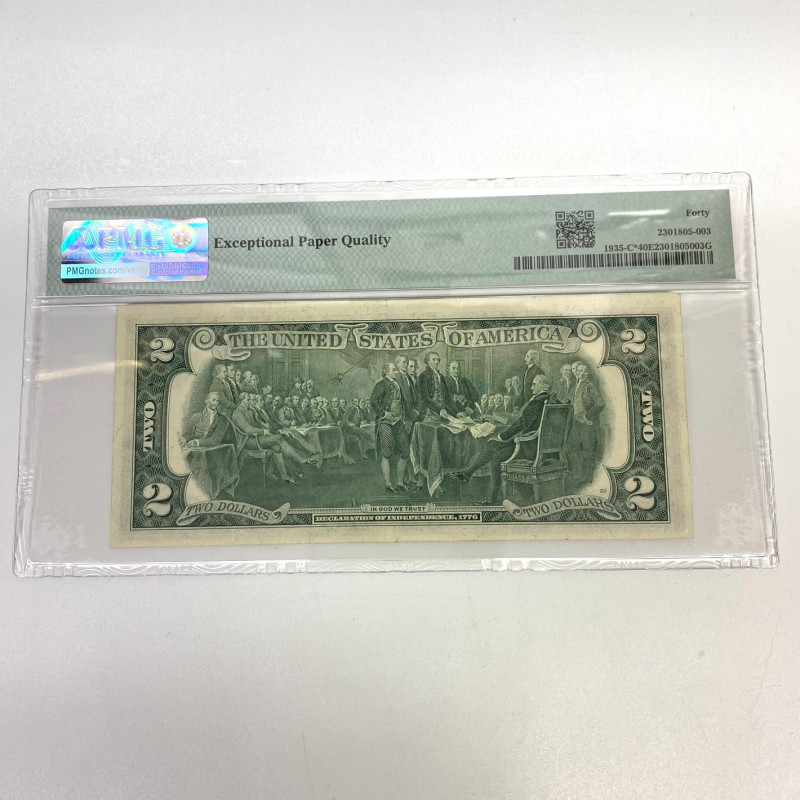 Forty
PMG
PMGnotes.com/verify
Exceptional Paper Quality
2301805-003
1935-C*40E2301805003G
2 THE UNITED STATES OF AMERICA 2
TWO TWO
2 2
TWO DOLLARS IN GOD WE TRUST TWO DOLLARS
DECLARATION OF INDEPENDENCE, 1776